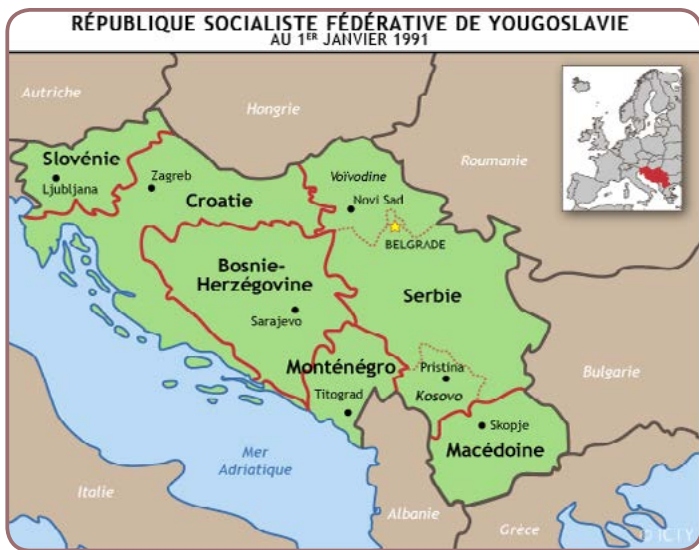 RÉPUBLIQUE SOCIALISTE FÉDÉRATIVE DE YOUGOSLAVIE
AU 1ER JANVIER 1991
Autriche
Hongrie
Roumanie
Slovénie
Ljubljana
Zagreb
Croatie
Voïvodine
Novi Sad
BELGRADE
Bosnie-
Herzégovine
Sarajevo
Serbie
Monténégro
Titograd
Pristina
Kosovo
Bulgarie
Skopje
Macédoine
Mer
Adriatique
Italie
Albanie
Grèce
© ICTY